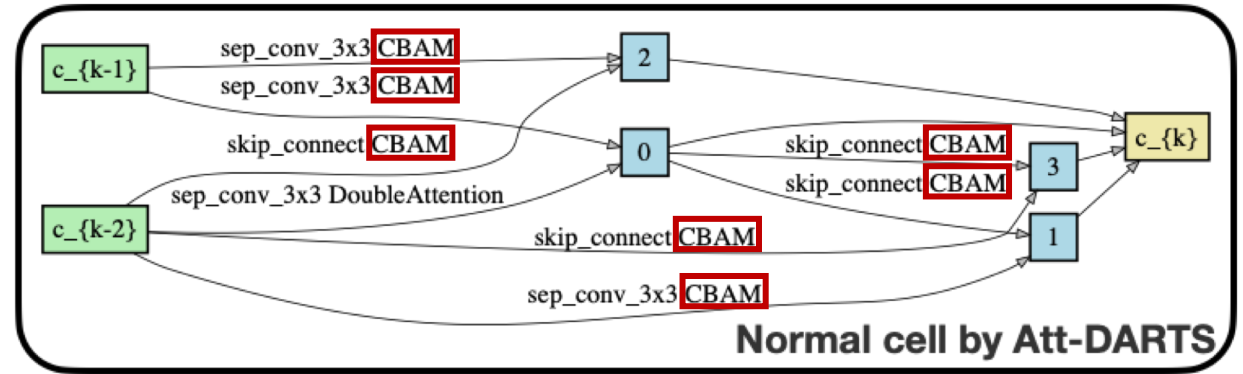 sep_conv_3x3 CBAM
2
c_{k-1}
sep_conv_3x3 CBAM
skip_connect CBAM
0
skip_connect CBAM
c_{k}
3
skip_connect CBAM
sep_conv_3x3 DoubleAttention
c_{k-2}
skip_connect CBAM
1
sep_conv_3x3 CBAM
Normal cell by Att-DARTS